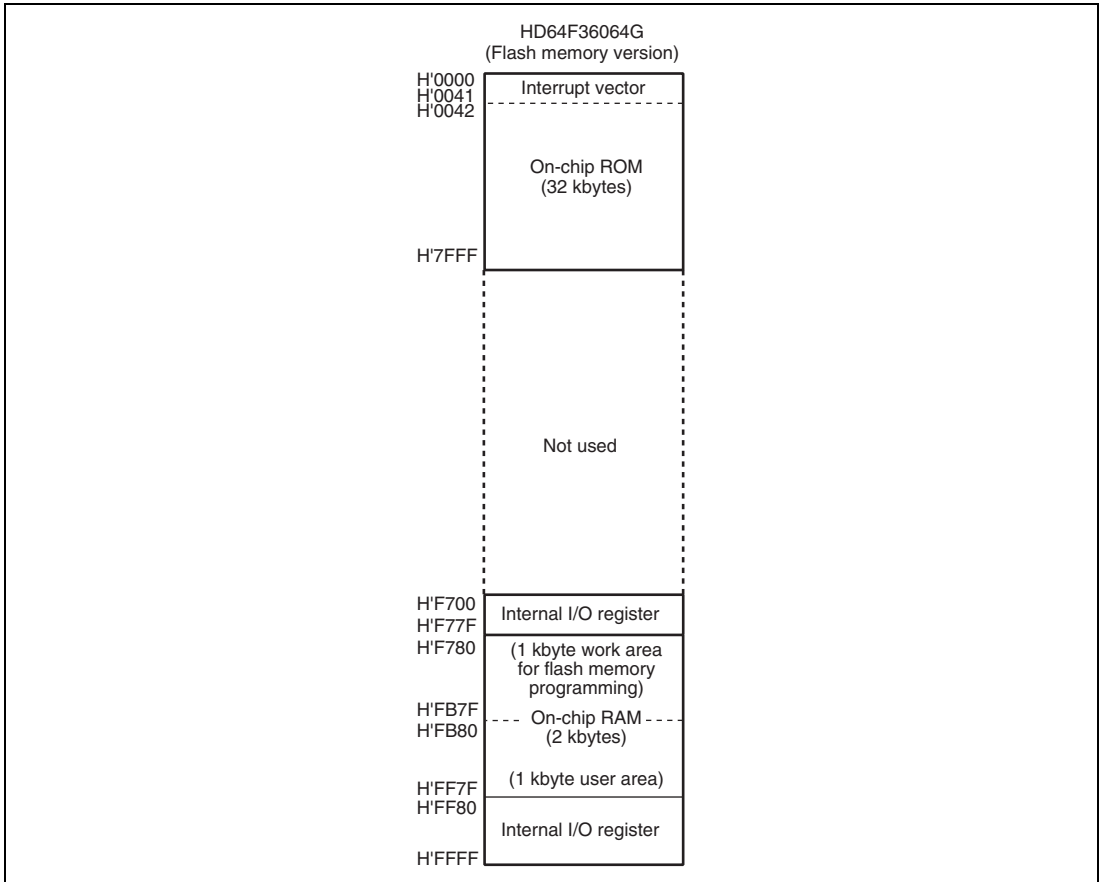 HD64F36064G
(Flash memory version)
H'0000
Interrupt vector
H'0041
H'0042
On-chip ROM
(32 kbytes)
H'7FFF
Not used
H'F700
Internal I/O register
H'F77F
H'F780
(1 kbyte work area
for flash memory
programming)
H'FB7F
On-chip RAM
H'FB80
(2 kbytes)
(1 kbyte user area)
H'FF7F
H'FF80
Internal I/O register
H'FFFF